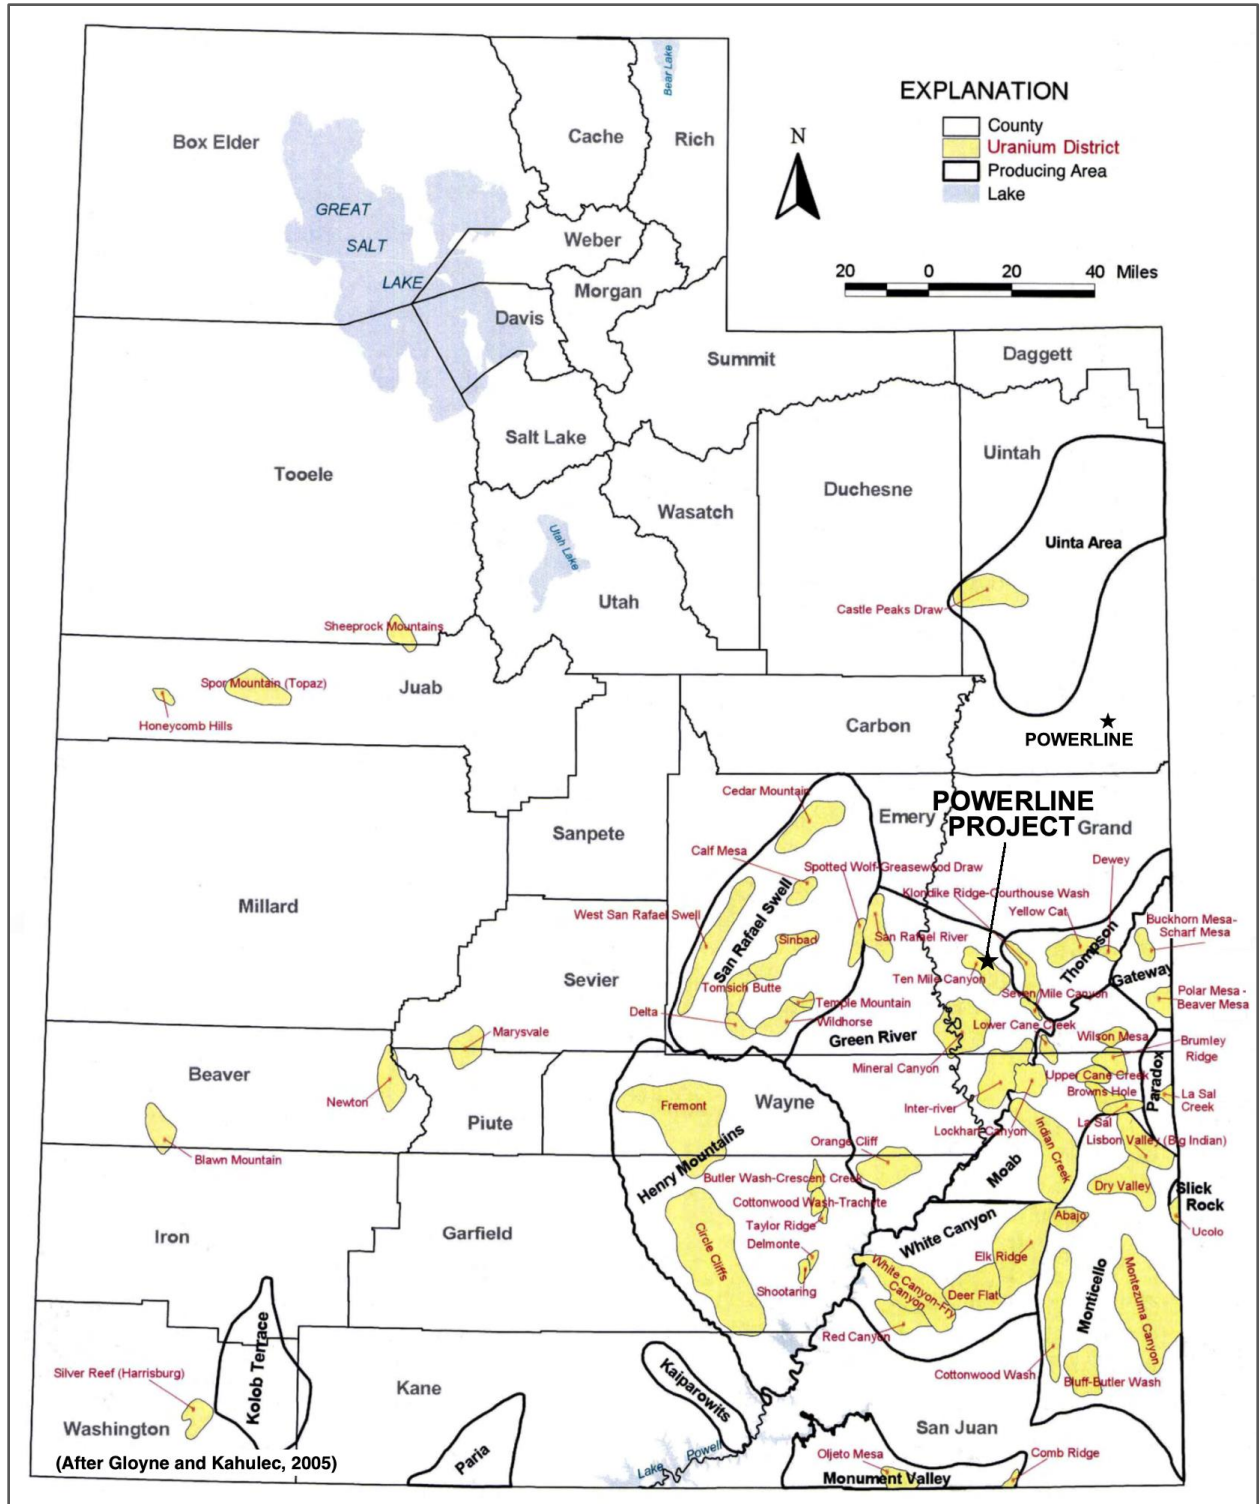 EXPLANATION
County
Uranium District
Producing Area
Lake
N
20 0 20 40 Miles
Bear Lake
Box Elder
Cache
Rich
GREAT
SALT
LAKE
Weber
Morgan
Davis
Summit
Daggett
Salt Lake
Tooele
Uintah
Duchesne
Wasatch
Utah Lake
Utah
Uinta Area
Castle Peaks Draw
Sheeprock Mountains
Spor Mountain (Topaz)
Juab
Honeycomb Hills
Carbon
POWERLINE
Cedar Mountain
Emery
POWERLINE
PROJECT
Grand
Sanpete
Calf Mesa
Spotted Wolf-Greasewood Draw
Dewey
Klondike Ridge-Courthouse Wash
Millard
West San Rafael Swell
San Rafael Swell
Yellow Cat
Buckhorn Mesa-
Scharf Mesa
Sinbad
San Rafael River
Thompson
Sevier
Ten Mile Canyon
Gateway
Tomsich Butte
Seven Mile Canyon
Polar Mesa -
Beaver Mesa
Temple Mountain
Delta
Wildhorse
Lower Cane Creek
Marysvale
Green River
Wilson Mesa
Brumley
Ridge
Mineral Canyon
Beaver
Upper Cane Creek
Paradox
Newton
Fremont
Wayne
Inter-river
Browns Hole
La Sal
Creek
Piute
Lockhart Canyon
La Sal
Blawn Mountain
Henry Mountains
Orange Cliff
Indian Creek
Lisbon Valley (Big Indian)
Moab
Butler Wash-Crescent Creek
Dry Valley
Slick
Rock
Cottonwood Wash-Trachyte
Iron
Garfield
Taylor Ridge
Abajo
Ucolo
Circle Cliffs
Delmonte
White Canyon
Elk Ridge
Shootaring
White Canyon-Fry
Canyon
Deer Flat
Monticello
Montezuma Canyon
Red Canyon
Kolob Terrace
Silver Reef (Harrisburg)
Kane
Kaiparowits
Cottonwood Wash
Bluff-Butler Wash
Washington
San Juan
Paria
Lake Powell
Oljeto Mesa
Comb Ridge
Monument Valley
(After Gloyne and Kahulec, 2005)